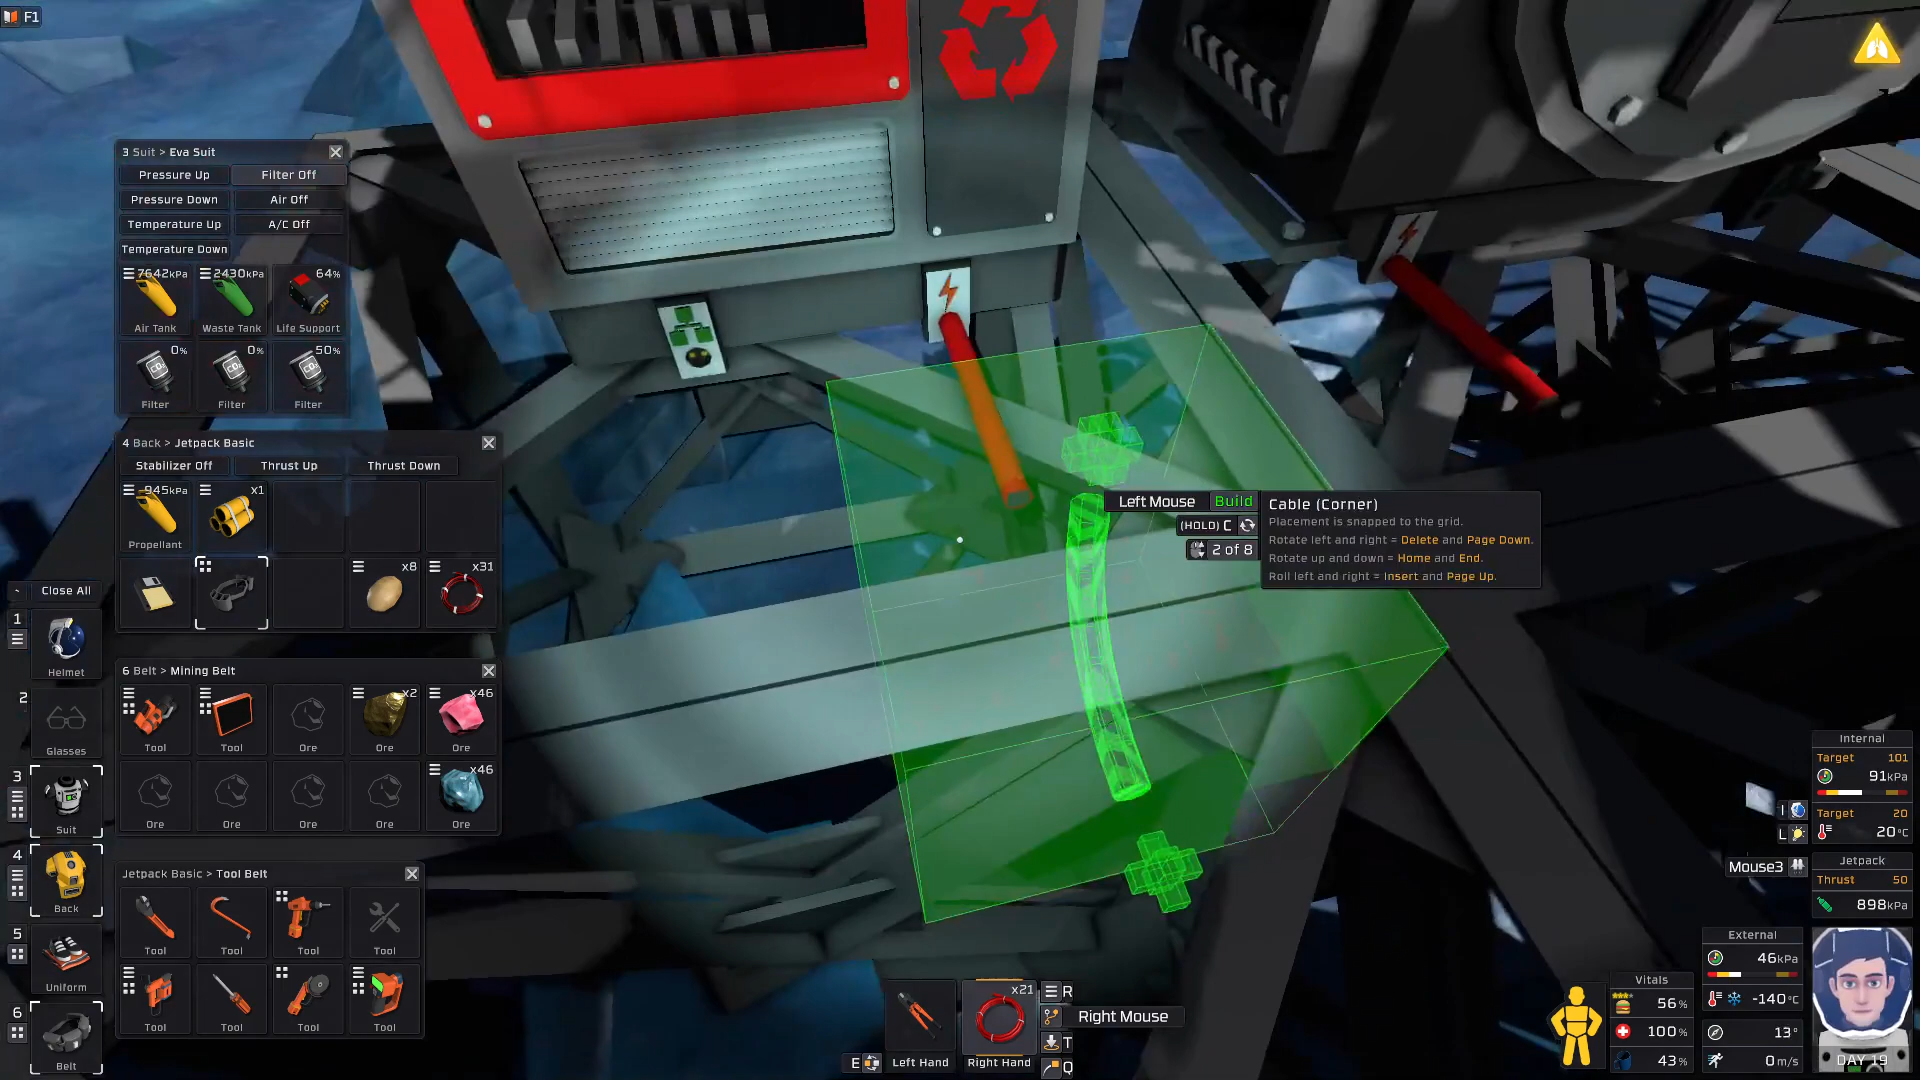 F1
3 Suit > Eva Suit
Pressure Up
Filter Off
Pressure Down
Air Off
Temperature Up
A/C Off
Temperature Down
7642kPa
2430kPa
64%
Air Tank
Waste Tank
Life Support
0%
0%
50%
Filter
Filter
Filter
4 Back > Jetpack Basic
Stabilizer Off
Thrust Up
Thrust Down
945kPa
x1
Propellant
x8
x31
6 Belt > Mining Belt
x2
x46
Tool
Tool
Ore
Ore
Ore
x46
Ore
Ore
Ore
Ore
Ore
Jetpack Basic > Tool Belt
Tool
Tool
Tool
Tool
Tool
Tool
Tool
Tool
~
Close All
1
Helmet
2
Glasses
3
Suit
4
Back
5
Uniform
6
Belt
Left Mouse
Build
(HOLD) C
2 of 8
Cable (Corner)
Placement is snapped to the grid.
Rotate left and right = Delete and Page Down.
Rotate up and down = Home and End.
Roll left and right = Insert and Page Up.
x21
R
Right Mouse
T
E
Left Hand
Right Hand
Q
Internal
Target 101
91kPa
I
Target 20
L
20°C
Mouse3
Jetpack
Thrust 50
898kPa
External
46kPa
-140°C
13°
0m/s
Vitals
56%
100%
43%
DAY 19